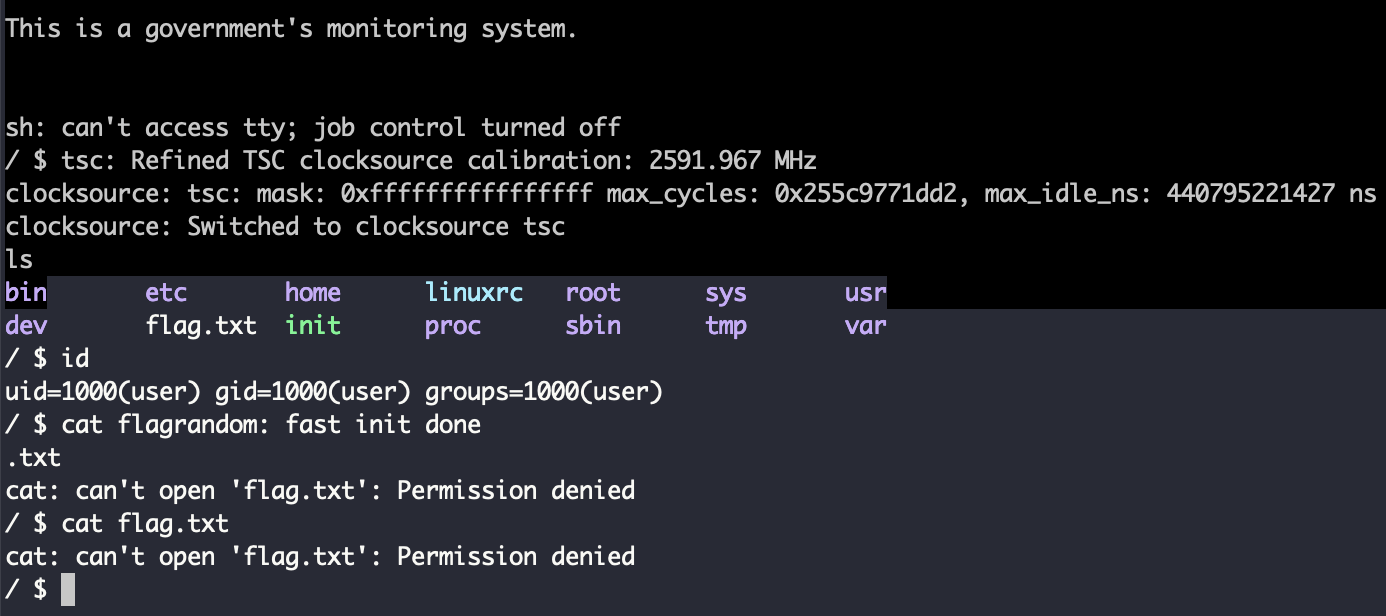 This is a government's monitoring system.
sh: can't access tty; job control turned off
/ $ tsc: Refined TSC clocksource calibration: 2591.967 MHz
clocksource: tsc: mask: 0xffffffffffffffff max_cycles: 0x255c9771dd2, max_idle_ns: 440795221427 ns
clocksource: Switched to clocksource tsc
ls
bin       etc       home      linuxrc   root      sys       usr
dev       flag.txt  init      proc      sbin      tmp       var
/ $ id
uid=1000(user) gid=1000(user) groups=1000(user)
/ $ cat flagrandom: fast init done
.txt
cat: can't open 'flag.txt': Permission denied
/ $ cat flag.txt
cat: can't open 'flag.txt': Permission denied
/ $